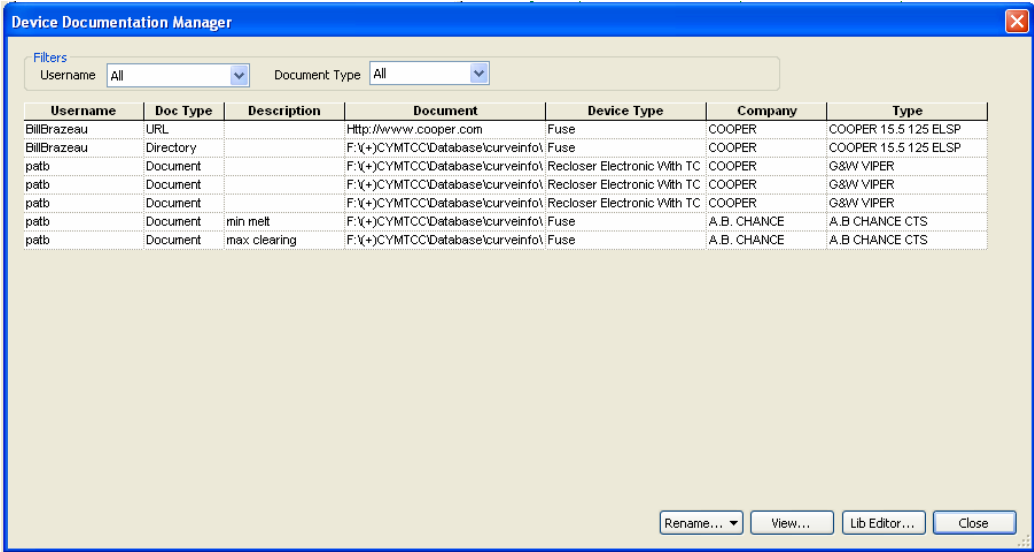 Device Documentation Manager
Filters
Username All Document Type All
Username Doc Type Description Document Device Type Company Type
BillBrazeau URL Http://www.cooper.com Fuse COOPER COOPER 15.5 125 ELSP
BillBrazeau Directory F:\(+)CYMTCC\Database\curveinfo\ Fuse COOPER COOPER 15.5 125 ELSP
patb Document F:\(+)CYMTCC\Database\curveinfo\ Recloser Electronic With TC COOPER G&W VIPER
patb Document F:\(+)CYMTCC\Database\curveinfo\ Recloser Electronic With TC COOPER G&W VIPER
patb Document F:\(+)CYMTCC\Database\curveinfo\ Recloser Electronic With TC COOPER G&W VIPER
patb Document min melt F:\(+)CYMTCC\Database\curveinfo\ Fuse A.B. CHANCE A.B CHANCE CTS
patb Document max clearing F:\(+)CYMTCC\Database\curveinfo\ Fuse A.B. CHANCE A.B CHANCE CTS
Rename... View... Lib Editor... Close